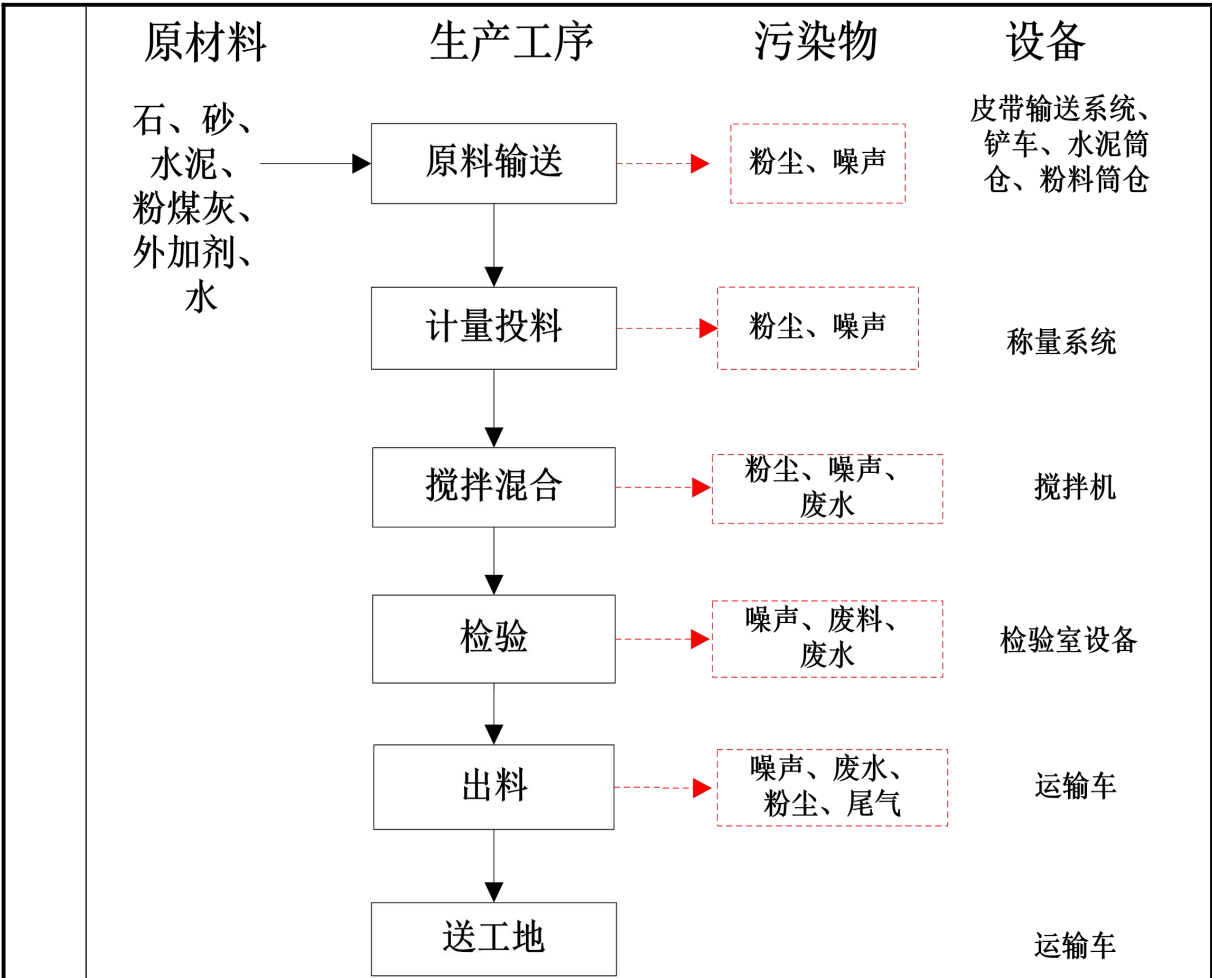 原材料 生产工序 污染物 设备
石、砂、
水泥、
粉煤灰、
外加剂、
水
原料输送
粉尘、噪声
皮带输送系统、
铲车、水泥筒
仓、粉料筒仓
计量投料
粉尘、噪声
称量系统
搅拌混合
粉尘、噪声、
废水
搅拌机
检验
噪声、废料、
废水
检验室设备
出料
噪声、废水、
粉尘、尾气
运输车
送工地
运输车